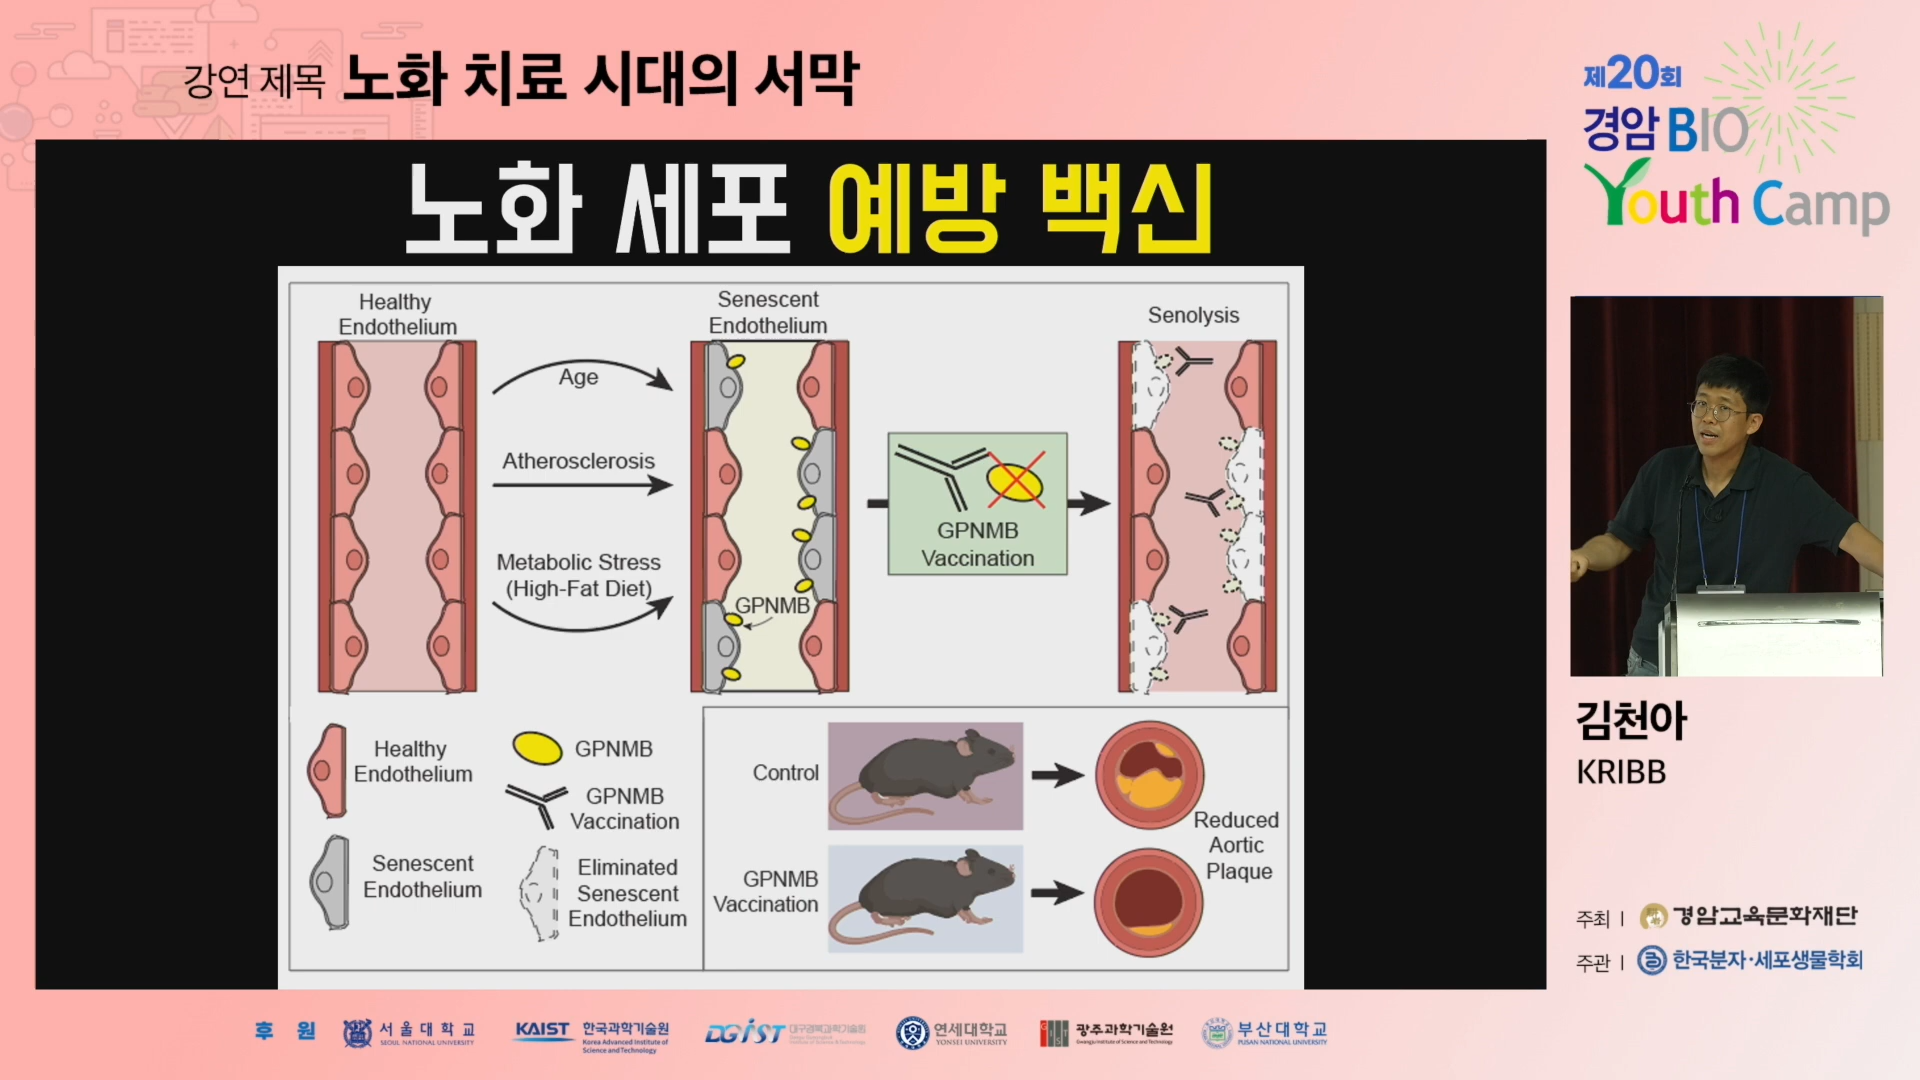 강연 제목 노화 치료 시대의 서막
제20회
경암 BIO
Youth Camp
노화 세포 예방 백신
Healthy
Endothelium
Age
Atherosclerosis
Metabolic Stress
(High-Fat Diet)
Senescent
Endothelium
GPNMB
GPNMB
Vaccination
Senolysis
Healthy
Endothelium
Senescent
Endothelium
GPNMB
GPNMB
Vaccination
Eliminated
Senescent
Endothelium
Control
GPNMB
Vaccination
Reduced
Aortic
Plaque
김천아
KRIBB
주최 | 경암교육문화재단
주관 | 한국분자·세포생물학회
후 원
서울대학교
SEOUL NATIONAL UNIVERSITY
KAIST 한국과학기술원
Korea Advanced Institute of
Science and Technology
DGIST 대구경북과학기술원
연세대학교
YONSEI UNIVERSITY
광주과학기술원
Gwangju Institute of Science and Technology
부산대학교
PUSAN NATIONAL UNIVERSITY